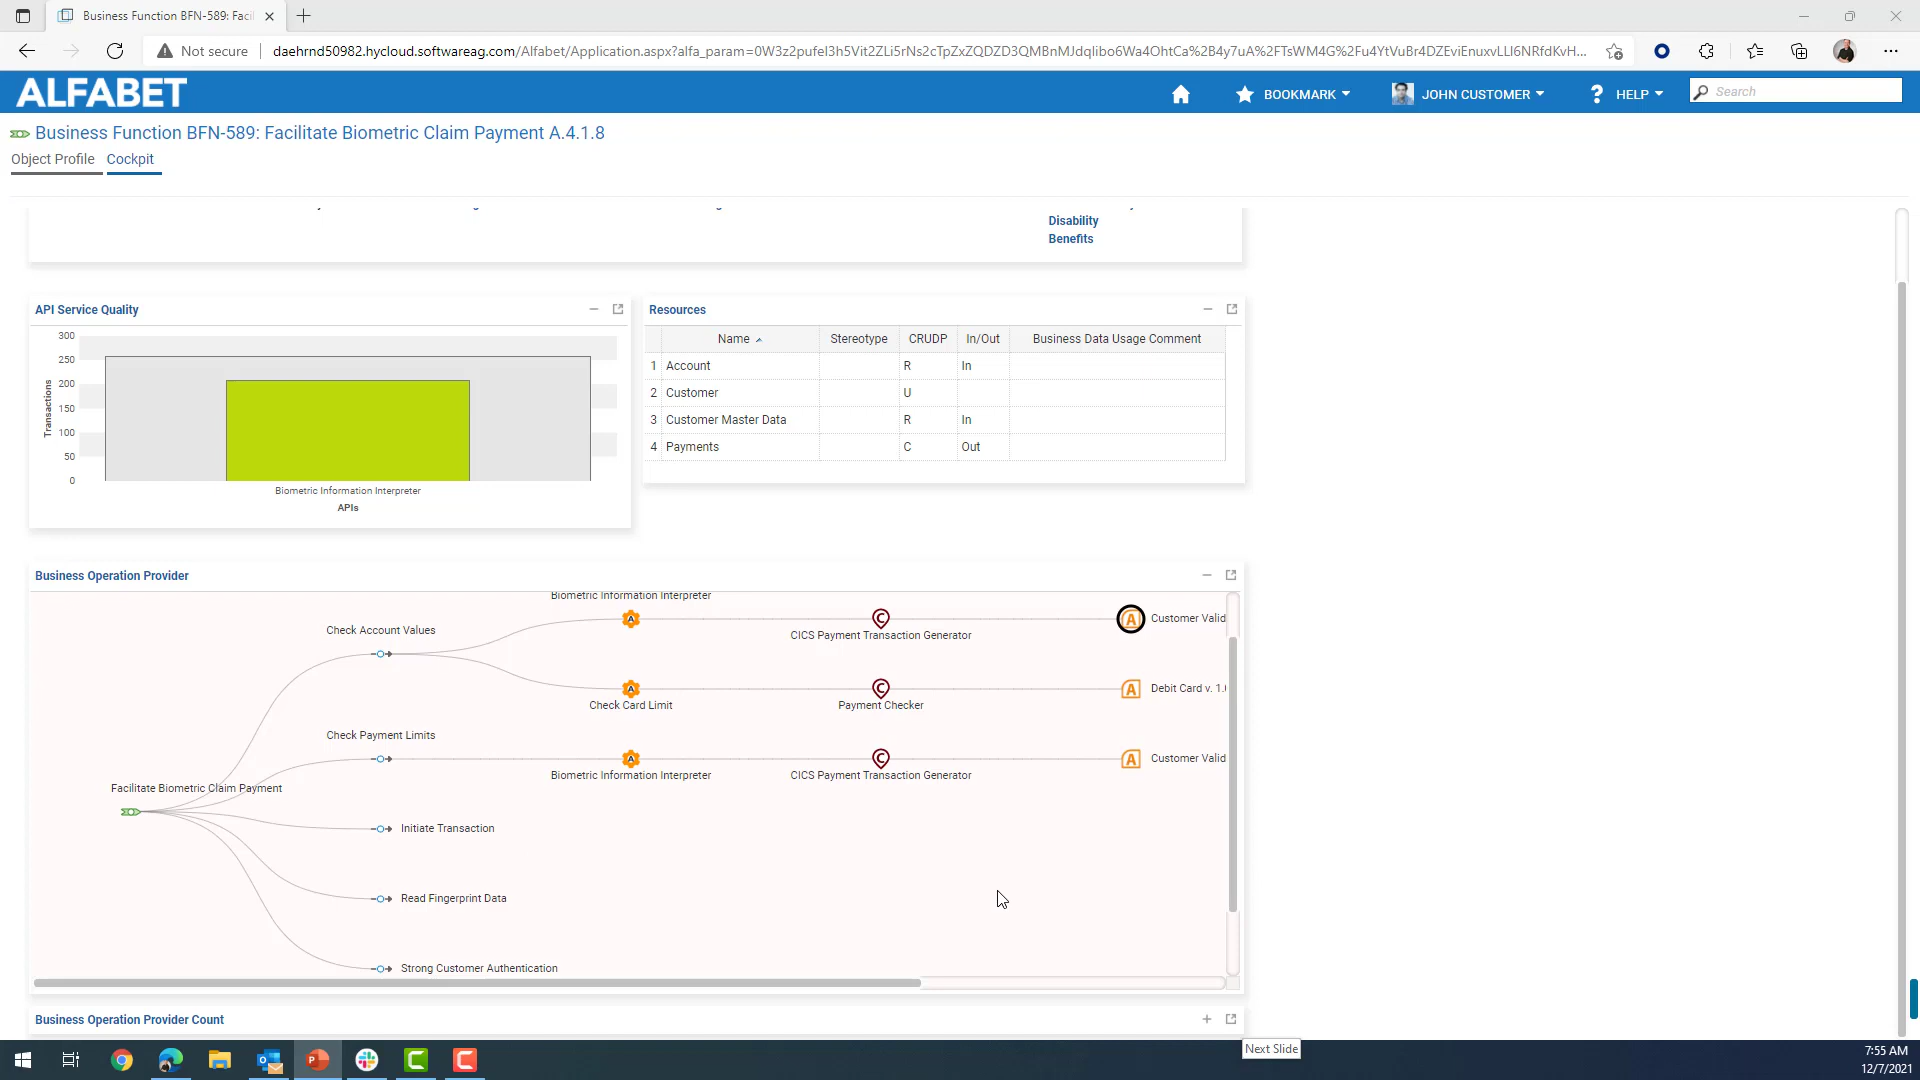 Business Function BFN-589: Facil
Not secure
daehrnd50982.hycloud.softwareag.com/Alfabet/Application.aspx?alfa_param=0W3z2pufeI3h5Vit2ZLi5rNs2cTpZxZQDZD3QMBnMJdqlibo6Wa4OhtCa%2B4y7uA%2FTsWM4G%2Fu4YtVuBr4DZEviEnuxvLLI6NRfdKvH...
ALFABET
BOOKMARK
JOHN CUSTOMER
? HELP
Search
Business Function BFN-589: Facilitate Biometric Claim Payment A.4.1.8
Object Profile
Cockpit
Disability
Benefits
API Service Quality
300
250
200
150
100
50
0
Transactions
Biometric Information Interpreter
APIs
Resources
Name Stereotype CRUDP In/Out Business Data Usage Comment
1 Account R In
2 Customer U
3 Customer Master Data R In
4 Payments C Out
Business Operation Provider
Biometric Information Interpreter
Check Account Values
CICS Payment Transaction Generator
Customer Valid
Check Card Limit
Payment Checker
Debit Card v. 1.
Check Payment Limits
Biometric Information Interpreter
CICS Payment Transaction Generator
Customer Valid
Facilitate Biometric Claim Payment
Initiate Transaction
Read Fingerprint Data
Strong Customer Authentication
Business Operation Provider Count
Next Slide
7:55 AM
12/7/2021